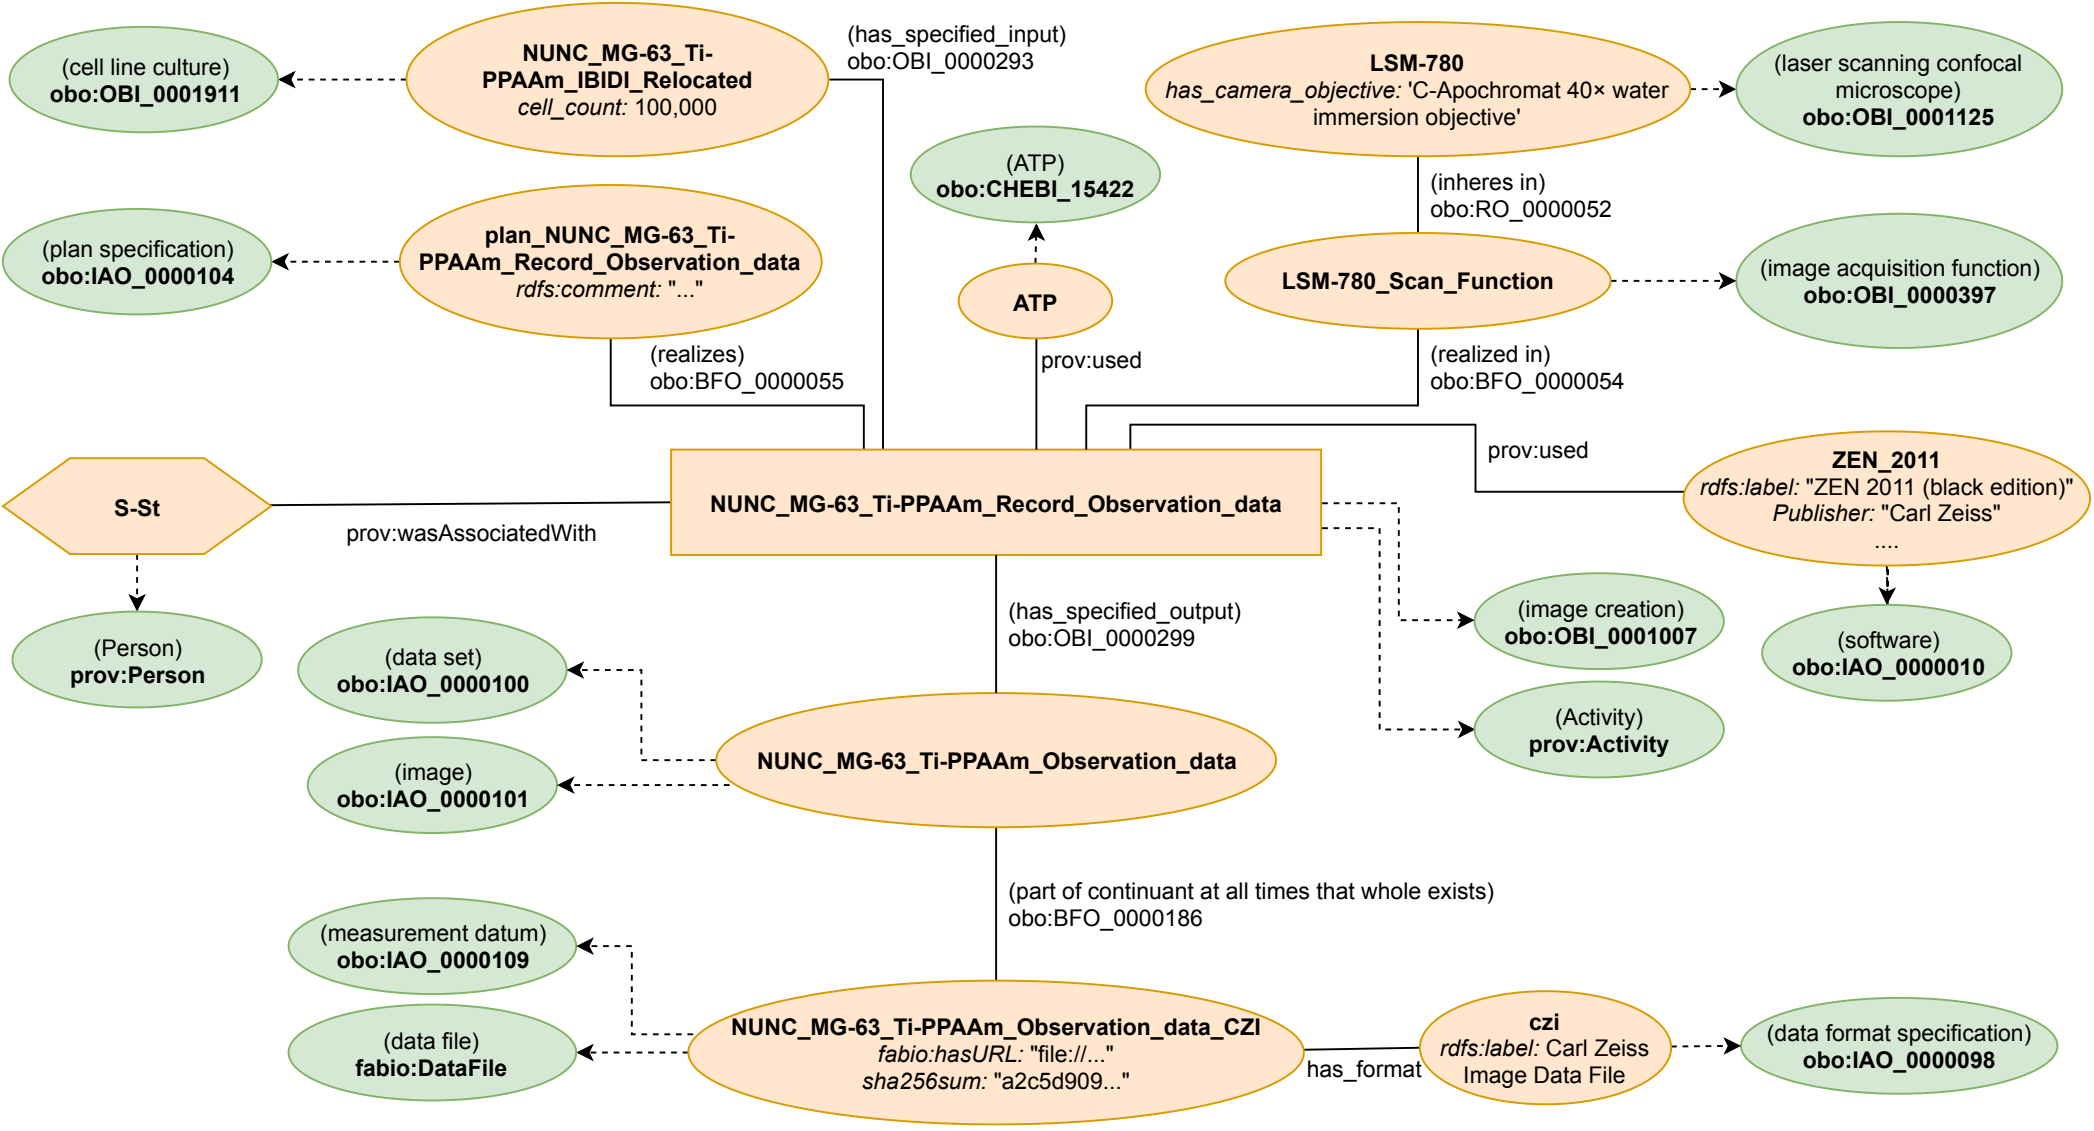 (cell line culture)
obo:OBI_0001911
NUNC_MG-63_Ti-
PPAAm_IBIDI_Relocated
cell_count: 100,000
(has_specified_input)
obo:OBI_0000293
LSM-780
has_camera_objective: 'C-Apochromat 40× water
immersion objective'
(laser scanning confocal
microscope)
obo:OBI_0001125
(ATP)
obo:CHEBI_15422
(inheres in)
obo:RO_0000052
(plan specification)
obo:IAO_0000104
plan_NUNC_MG-63_Ti-
PPAAm_Record_Observation_data
rdfs:comment: "..."
ATP
LSM-780_Scan_Function
(image acquisition function)
obo:OBI_0000397
(realizes)
obo:BFO_0000055
prov:used
(realized in)
obo:BFO_0000054
prov:used
ZEN_2011
rdfs:label: "ZEN 2011 (black edition)"
Publisher: "Carl Zeiss"
....
S-St
prov:wasAssociatedWith
NUNC_MG-63_Ti-PPAAm_Record_Observation_data
(Person)
prov:Person
(has_specified_output)
obo:OBI_0000299
(image creation)
obo:OBI_0001007
(software)
obo:IAO_0000010
(data set)
obo:IAO_0000100
(Activity)
prov:Activity
(image)
obo:IAO_0000101
NUNC_MG-63_Ti-PPAAm_Observation_data
(part of continuant at all times that whole exists)
obo:BFO_0000186
(measurement datum)
obo:IAO_0000109
(data file)
fabio:DataFile
NUNC_MG-63_Ti-PPAAm_Observation_data_CZI
fabio:hasURL: "file://..."
sha256sum: "a2c5d909..."
has_format
czi
rdfs:label: Carl Zeiss
Image Data File
(data format specification)
obo:IAO_0000098